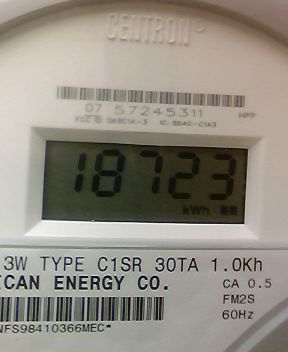 CENTRON®
07 57245311 HPP
18723
kWh
3W TYPE C1SR 30TA 1.0Kh
ICAN ENERGY CO. CA 0.5
FM2S
NFS98410366MEC* 60Hz